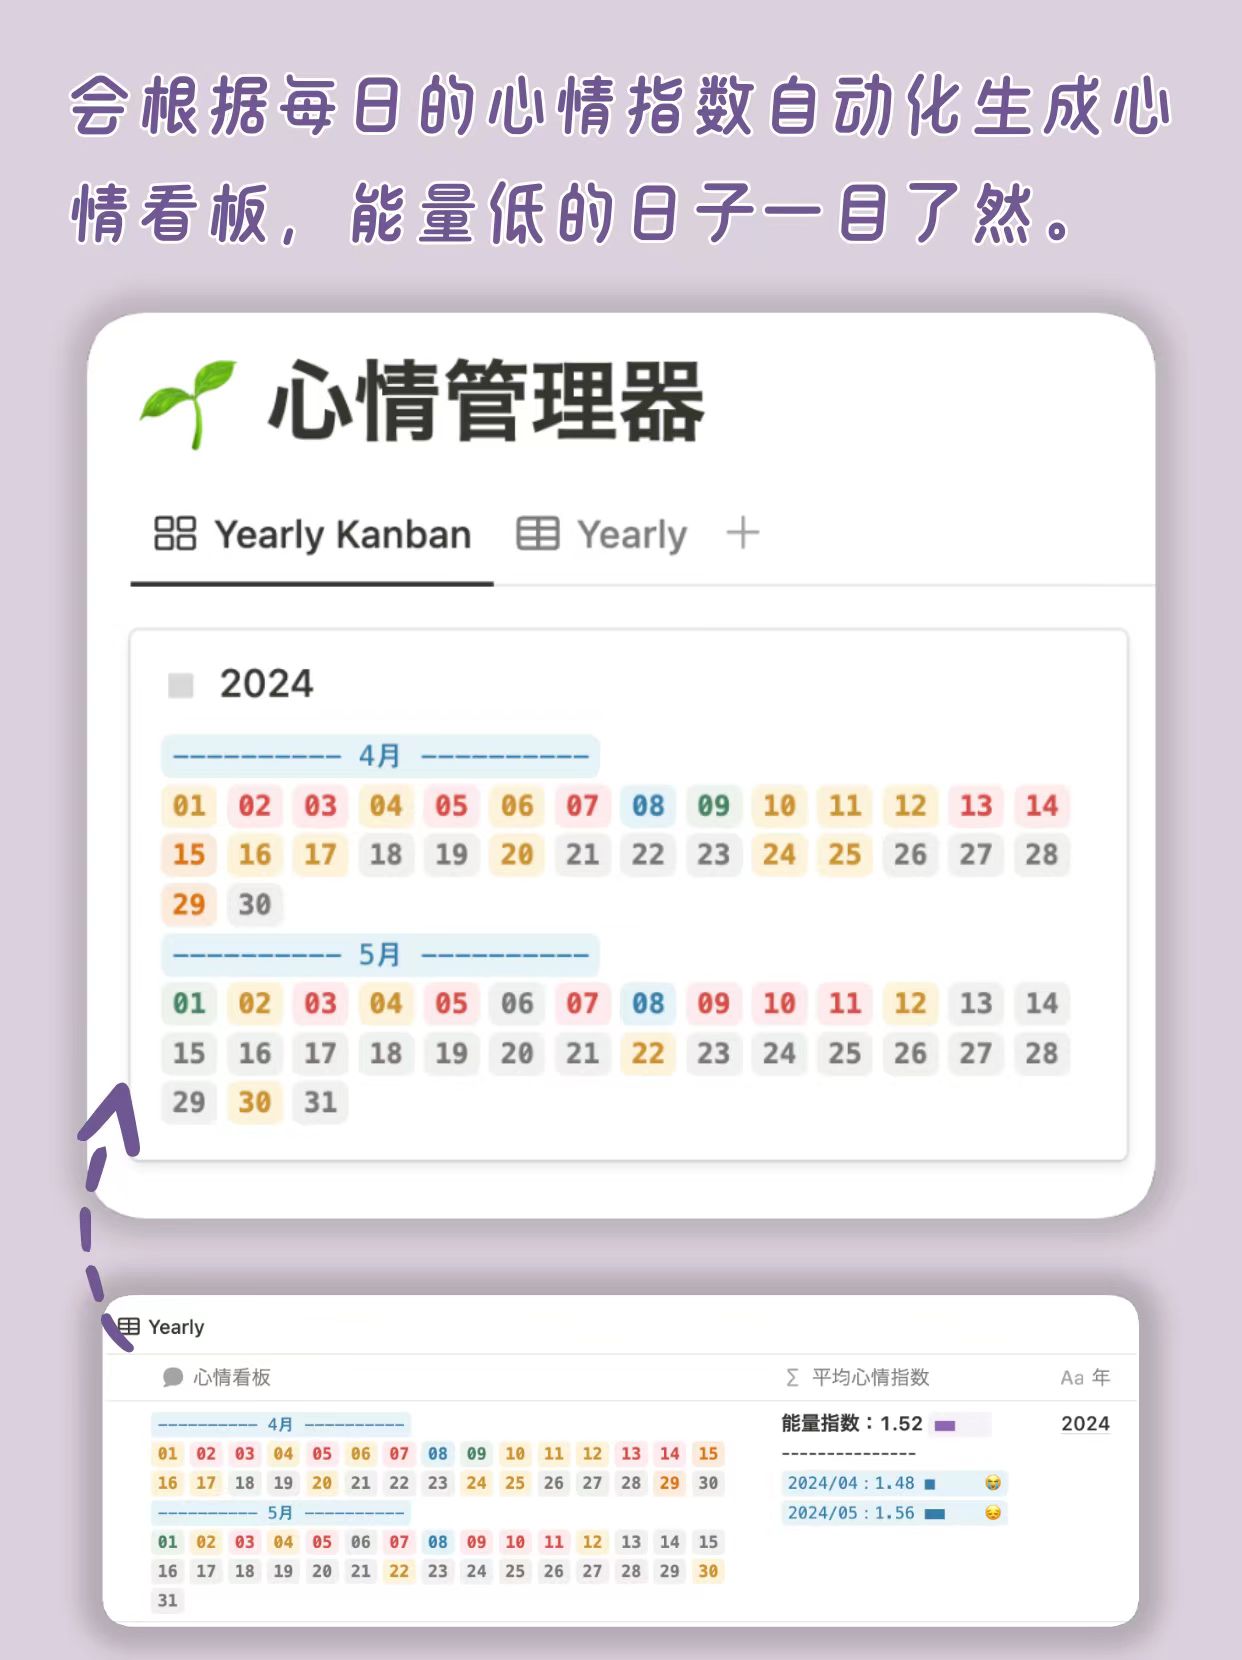 会根据每日的心情指数自动化生成心
情看板，能量低的日子一目了然。
心情管理器
Yearly Kanban Yearly +
2024
---------- 4月 ----------
01 02 03 04 05 06 07 08 09 10 11 12 13 14
15 16 17 18 19 20 21 22 23 24 25 26 27 28
29 30
---------- 5月 ----------
01 02 03 04 05 06 07 08 09 10 11 12 13 14
15 16 17 18 19 20 21 22 23 24 25 26 27 28
29 30 31
Yearly
心情看板 Σ 平均心情指数 Aa 年
---------- 4月 ----------
01 02 03 04 05 06 07 08 09 10 11 12 13 14 15
16 17 18 19 20 21 22 23 24 25 26 27 28 29 30
---------- 5月 ----------
01 02 03 04 05 06 07 08 09 10 11 12 13 14 15
16 17 18 19 20 21 22 23 24 25 26 27 28 29 30
31
能量指数：1.52
---------------
2024/04：1.48
2024/05：1.56
2024